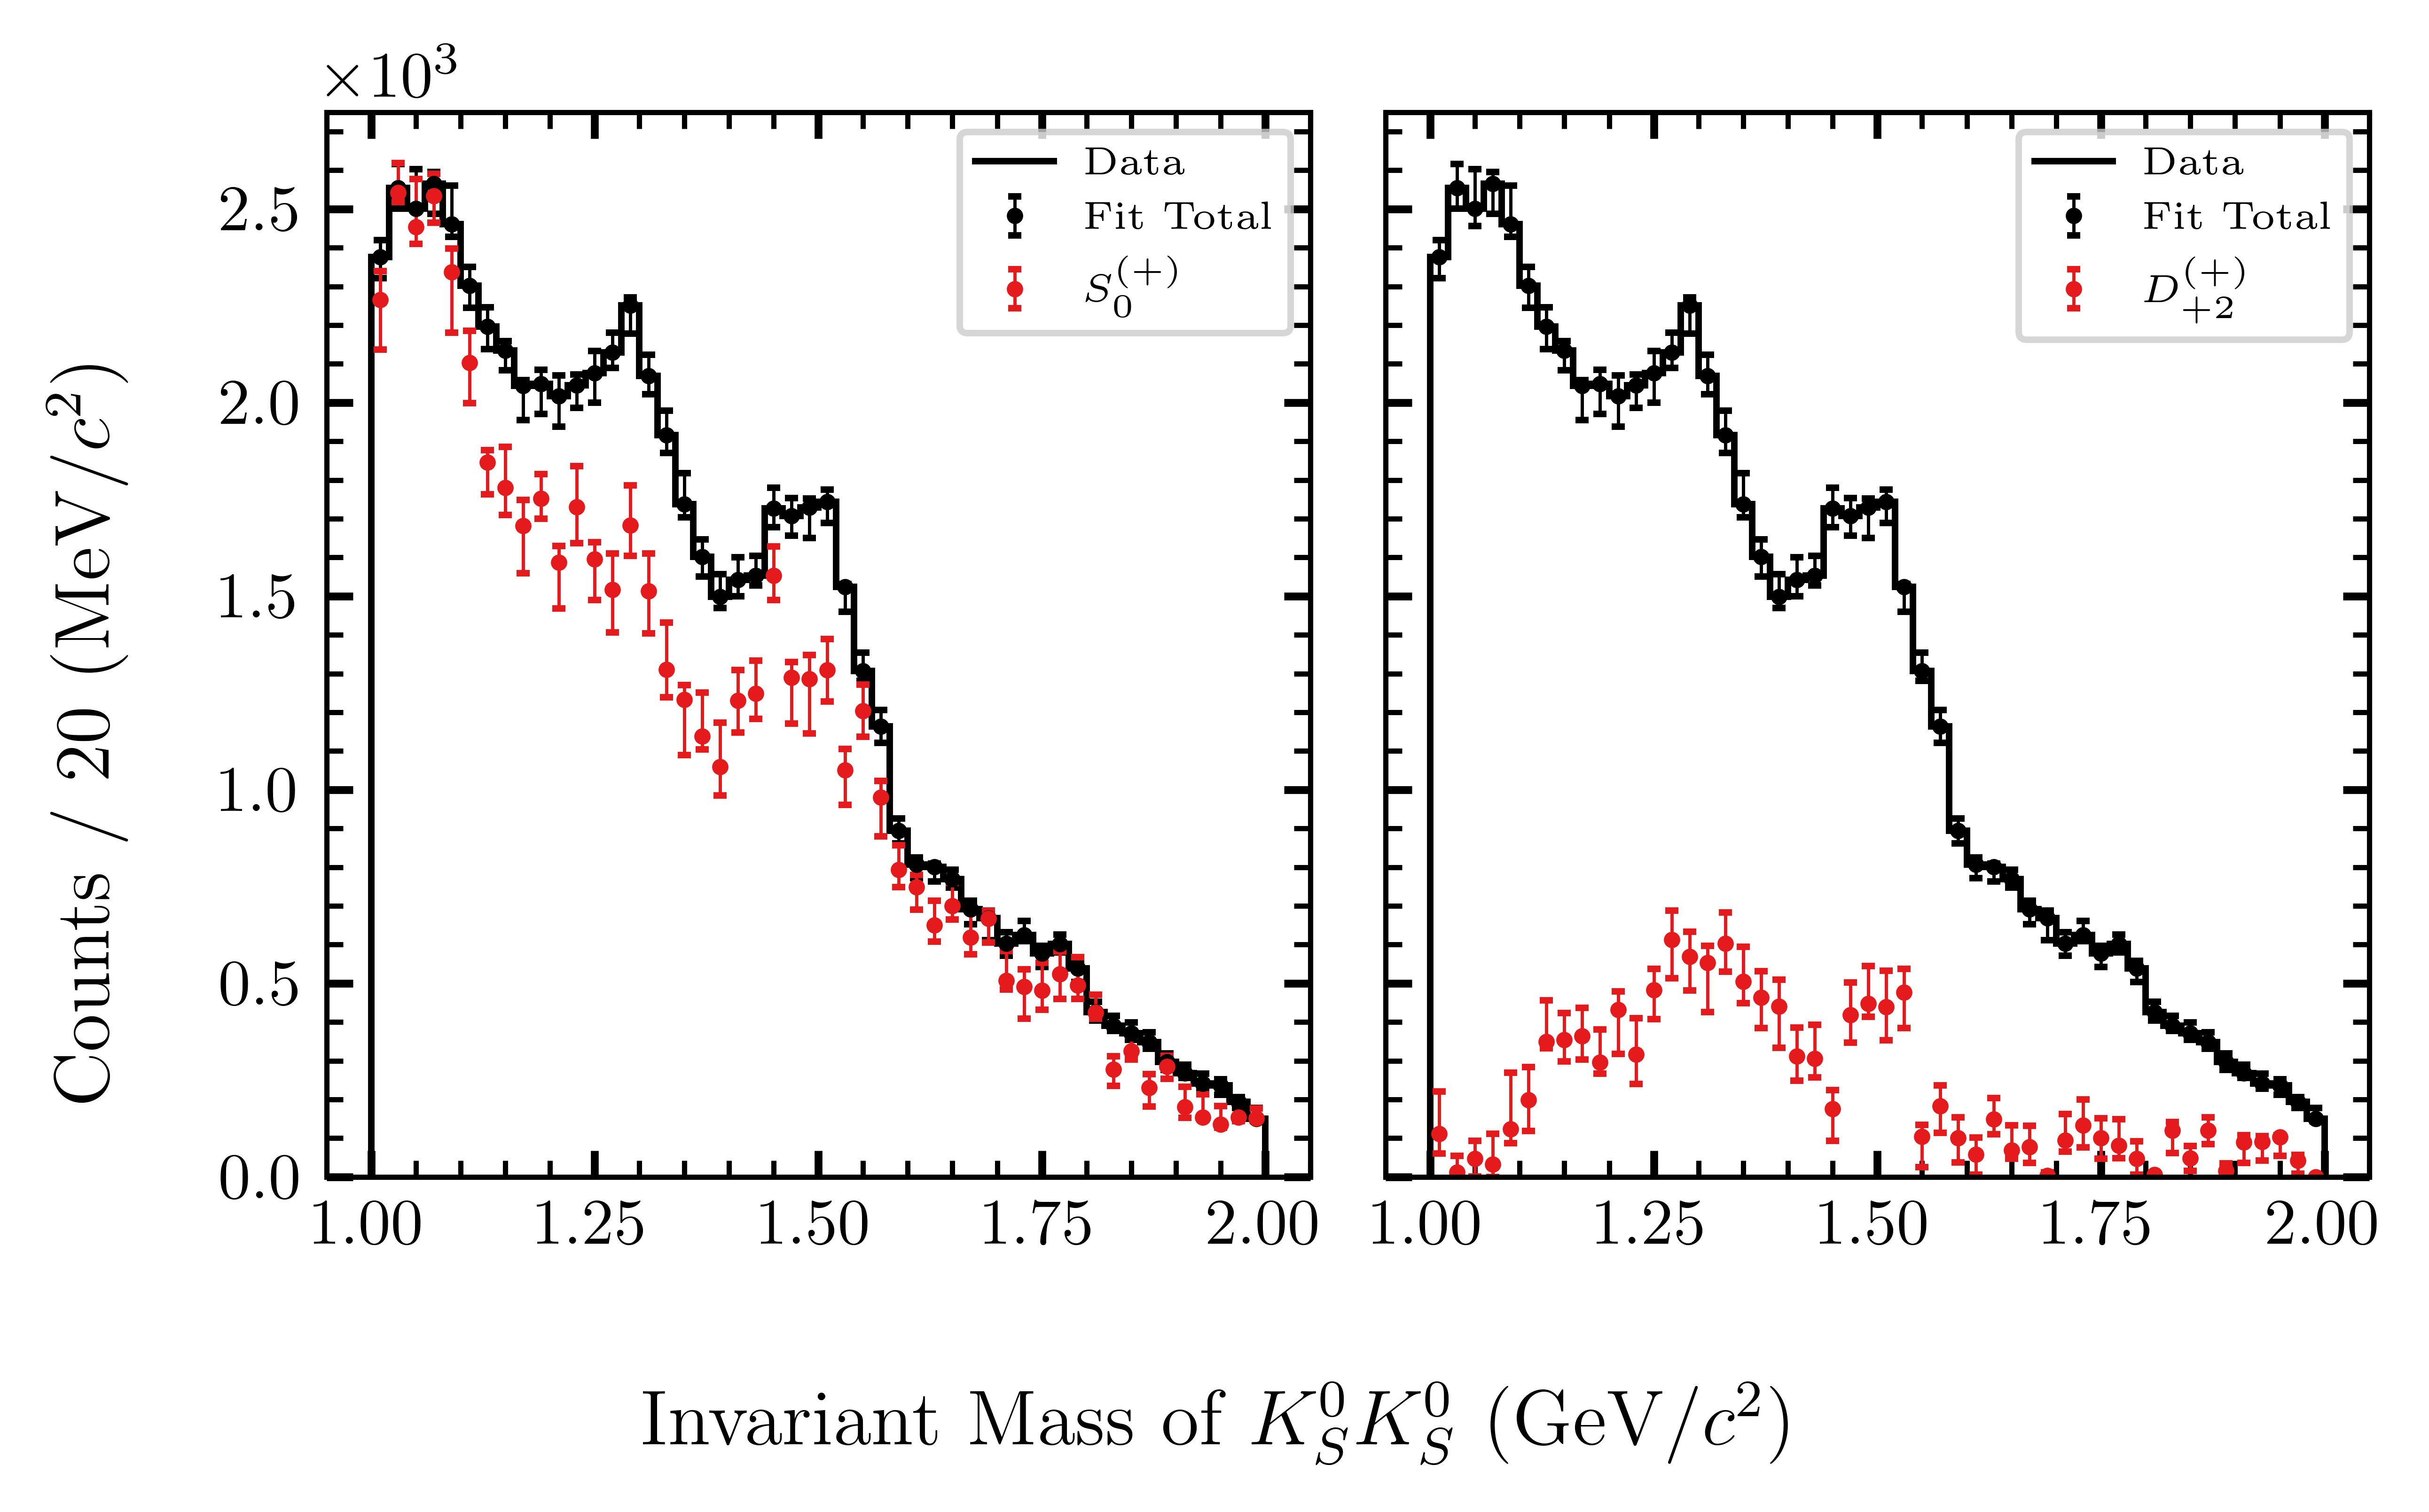 ×10³
Counts / 20 (MeV/c²)
2.5
2.0
1.5
1.0
0.5
0.0
Data
Fit Total
S₀⁽⁺⁾
Data
Fit Total
D₊₂⁽⁺⁾
1.00 1.25 1.50 1.75 2.00 1.00 1.25 1.50 1.75 2.00
Invariant Mass of K⁰_S K⁰_S (GeV/c²)